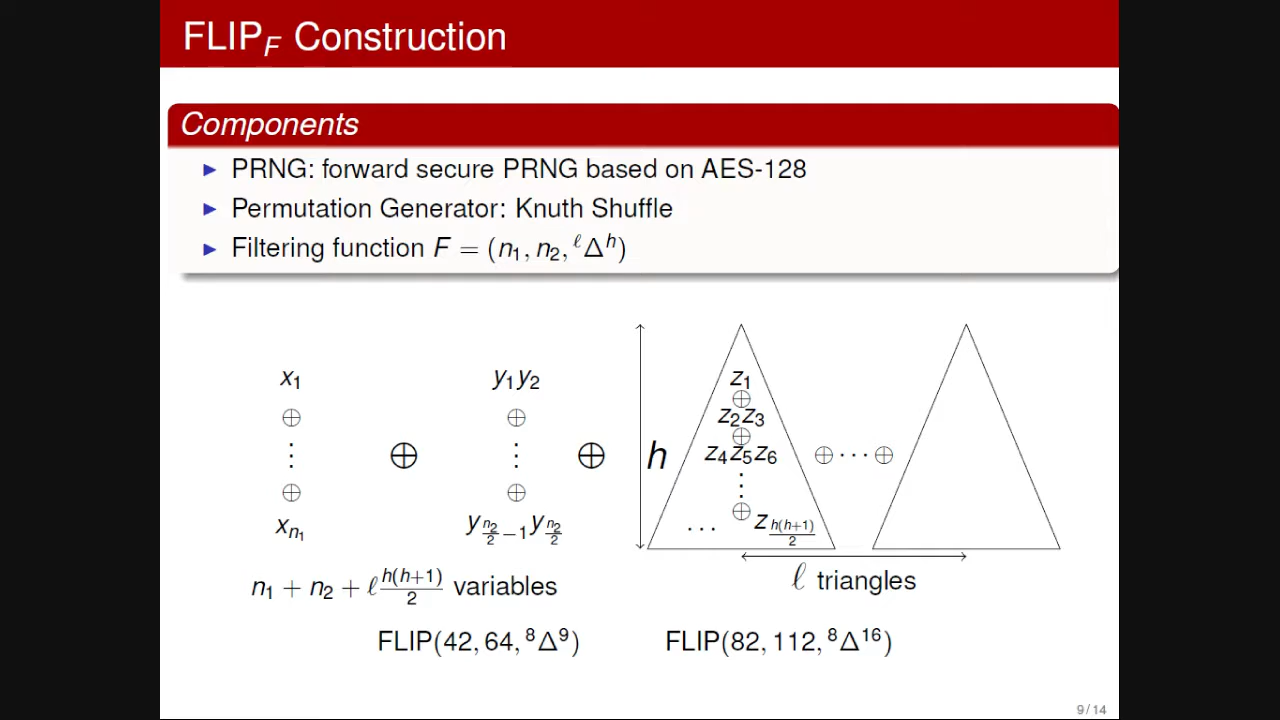 FLIP_F Construction
Components
▶ PRNG: forward secure PRNG based on AES-128
▶ Permutation Generator: Knuth Shuffle
▶ Filtering function F = (n₁, n₂, ^ℓΔ^h)
x₁ ⊕ ⋮ ⊕ x_{n₁}
⊕
y₁y₂ ⊕ ⋮ ⊕ y_{n₂/2 −1}y_{n₂/2}
⊕
h
z₁
⊕
z₂z₃
⊕
z₄z₅z₆
⋮
⊕
... z_{h(h+1)/2}
⊕ ··· ⊕
ℓ triangles
n₁ + n₂ + ℓ h(h+1)/2 variables
FLIP(42, 64, ⁸Δ⁹) FLIP(82, 112, ⁸Δ¹⁶)
9 / 14